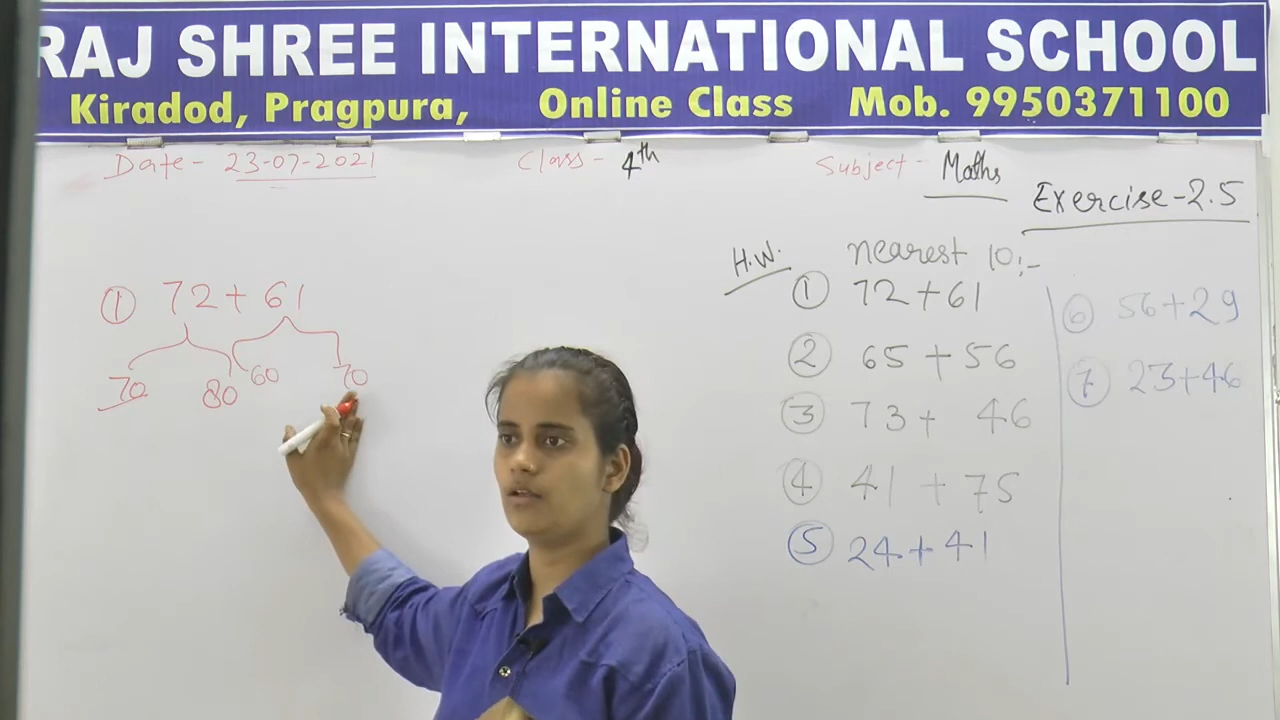 RAJ SHREE INTERNATIONAL SCHOOL
Kiradod, Pragpura, Online Class Mob. 9950371100
Date - 23-07-2021 Class - 4th Subject - Maths
Exercise-2.5
H.W. nearest 10:-
① 72 + 61
70 80 60 70
① 72 + 61
② 65 + 56
③ 73 + 46
④ 41 + 75
⑤ 24 + 41
⑥ 56 + 29
⑦ 23 + 46